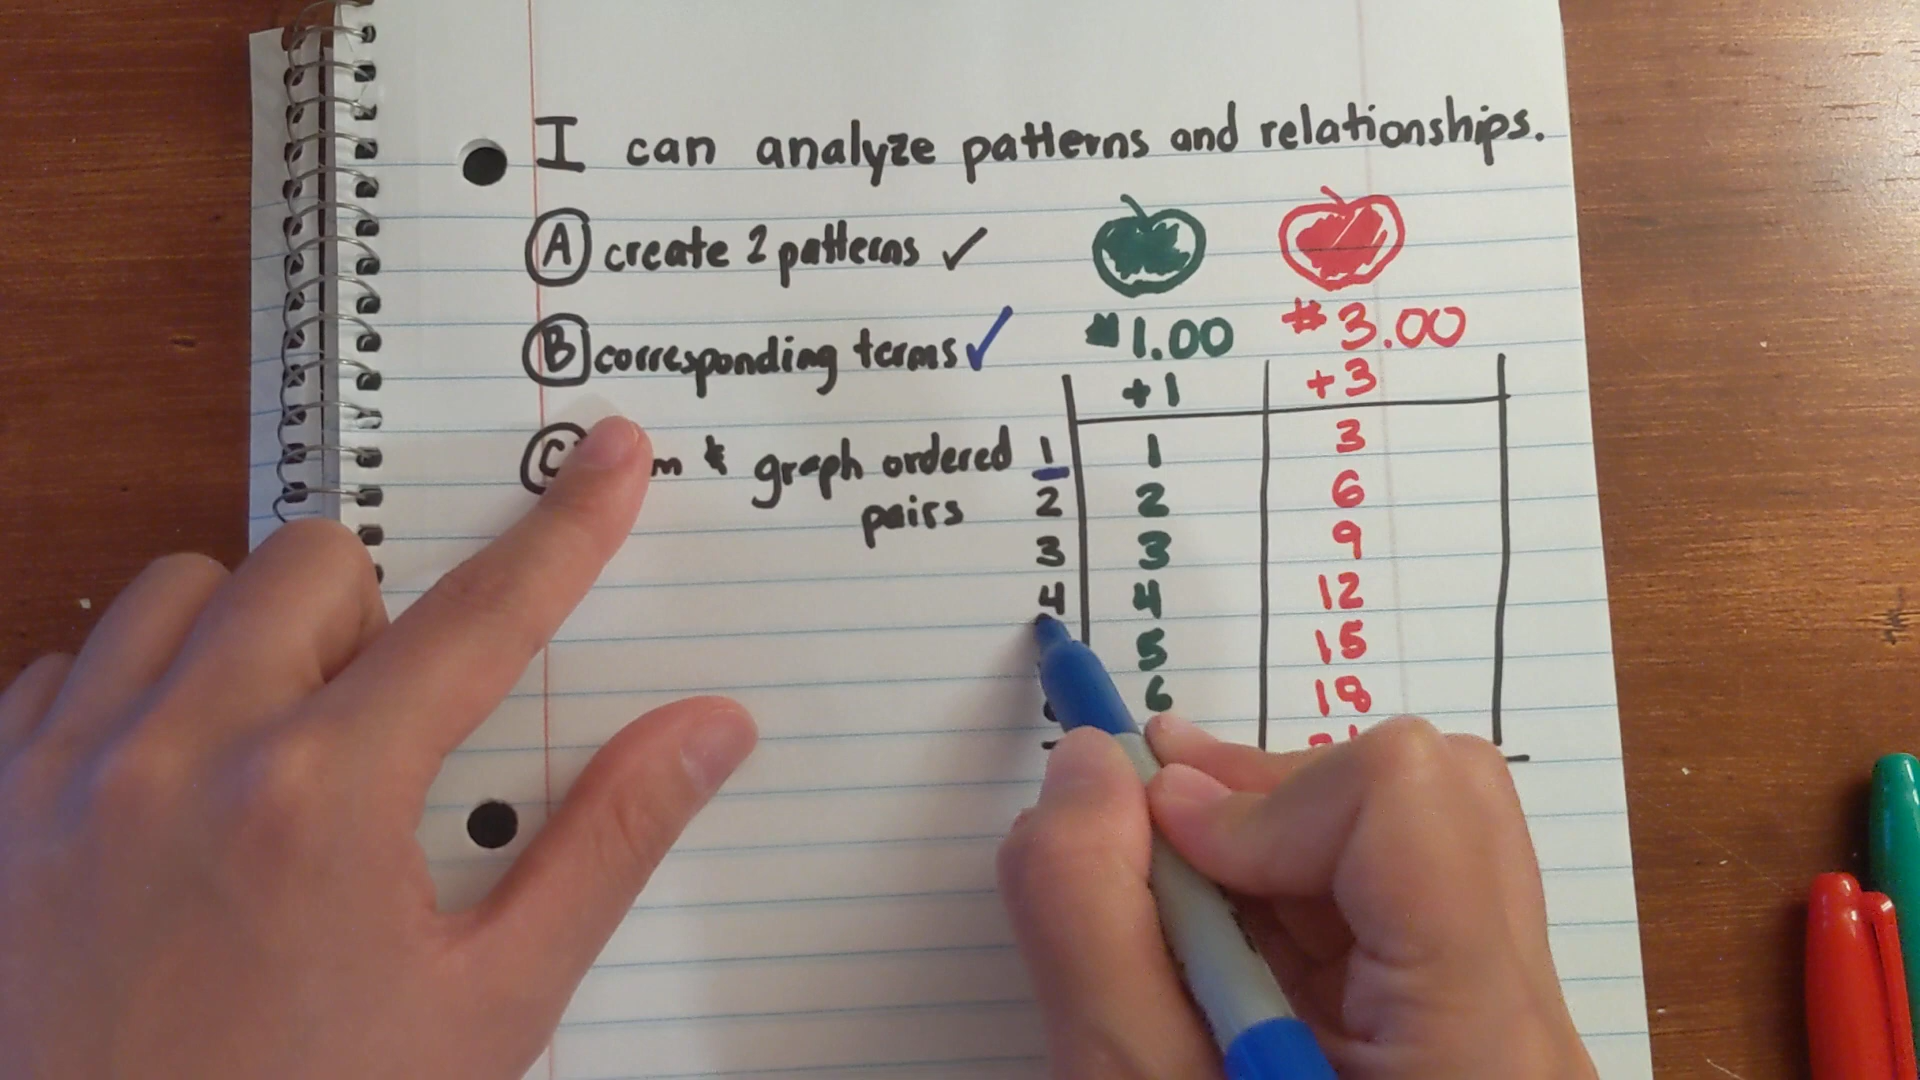 I can analyze patterns and relationships.
A create 2 patterns ✓
B corresponding terms ✓
C & graph ordered
pairs
$1.00 $3.00
+1 +3
1 1 3
2 2 6
3 3 9
4 4 12
5 15
6 18